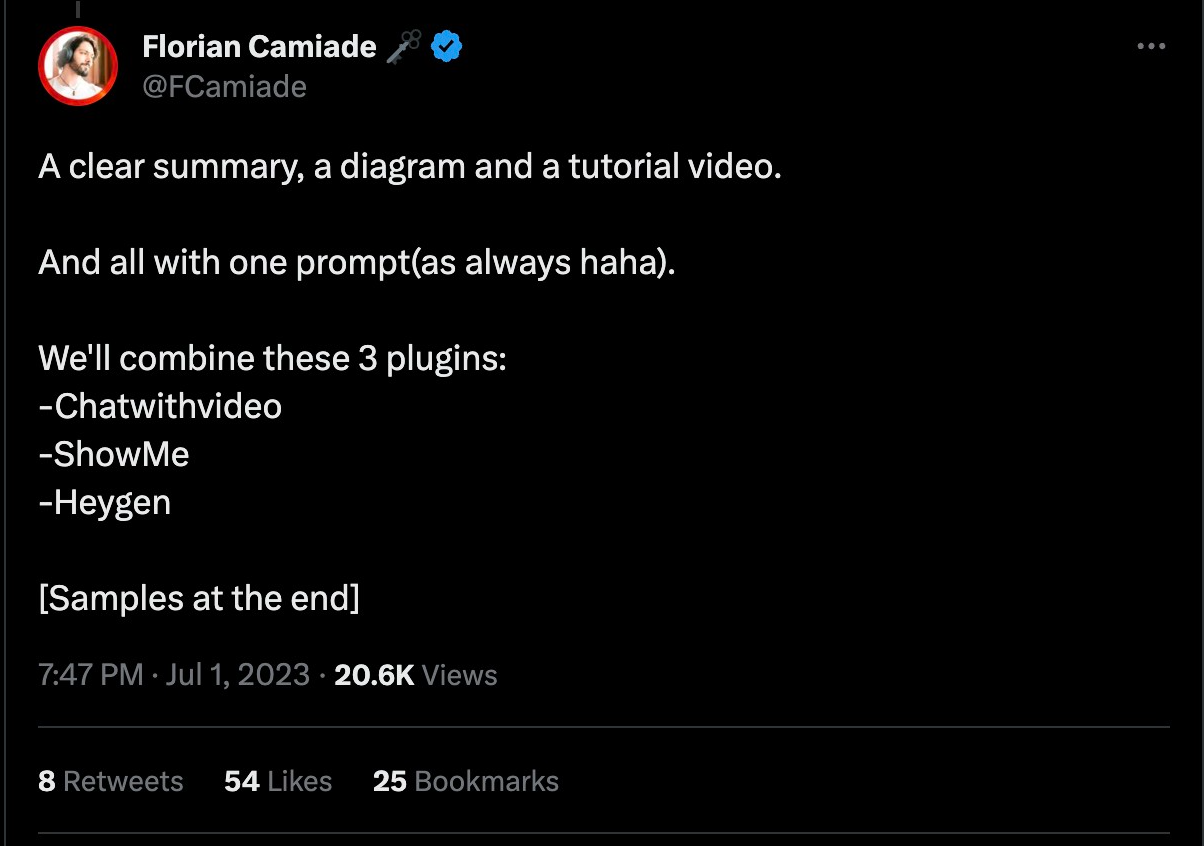 Florian Camiade 🗝️
@FCamiade
A clear summary, a diagram and a tutorial video.
And all with one prompt(as always haha).
We'll combine these 3 plugins:
-Chatwithvideo
-ShowMe
-Heygen
[Samples at the end]
7:47 PM · Jul 1, 2023 · 20.6K Views
8 Retweets 54 Likes 25 Bookmarks